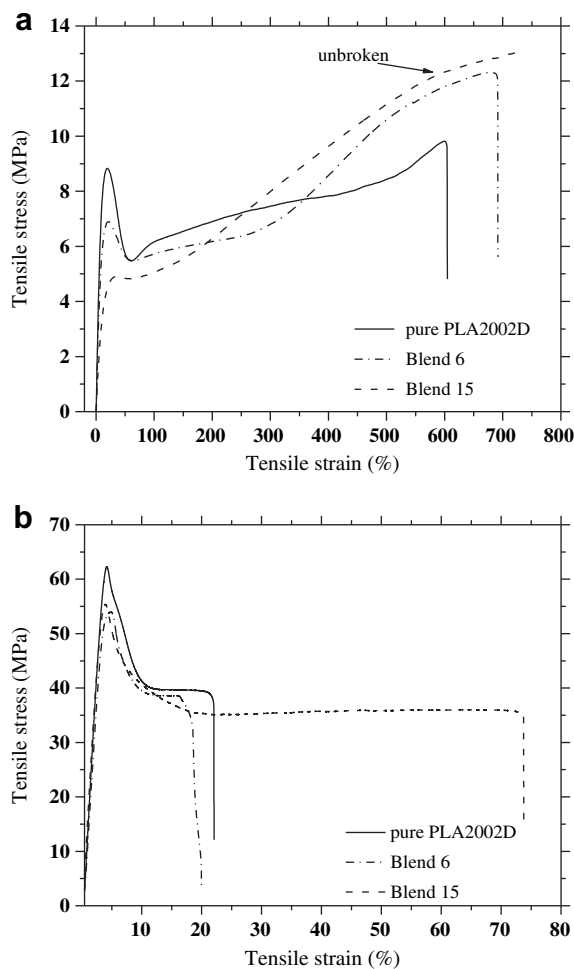 a
14
12
10
8
6
4
2
0
Tensile stress (MPa)
unbroken
pure PLA2002D
Blend 6
Blend 15
0 100 200 300 400 500 600 700 800
Tensile strain (%)
b
70
60
50
40
30
20
10
0
Tensile stress (MPa)
pure PLA2002D
Blend 6
Blend 15
10 20 30 40 50 60 70 80
Tensile strain (%)